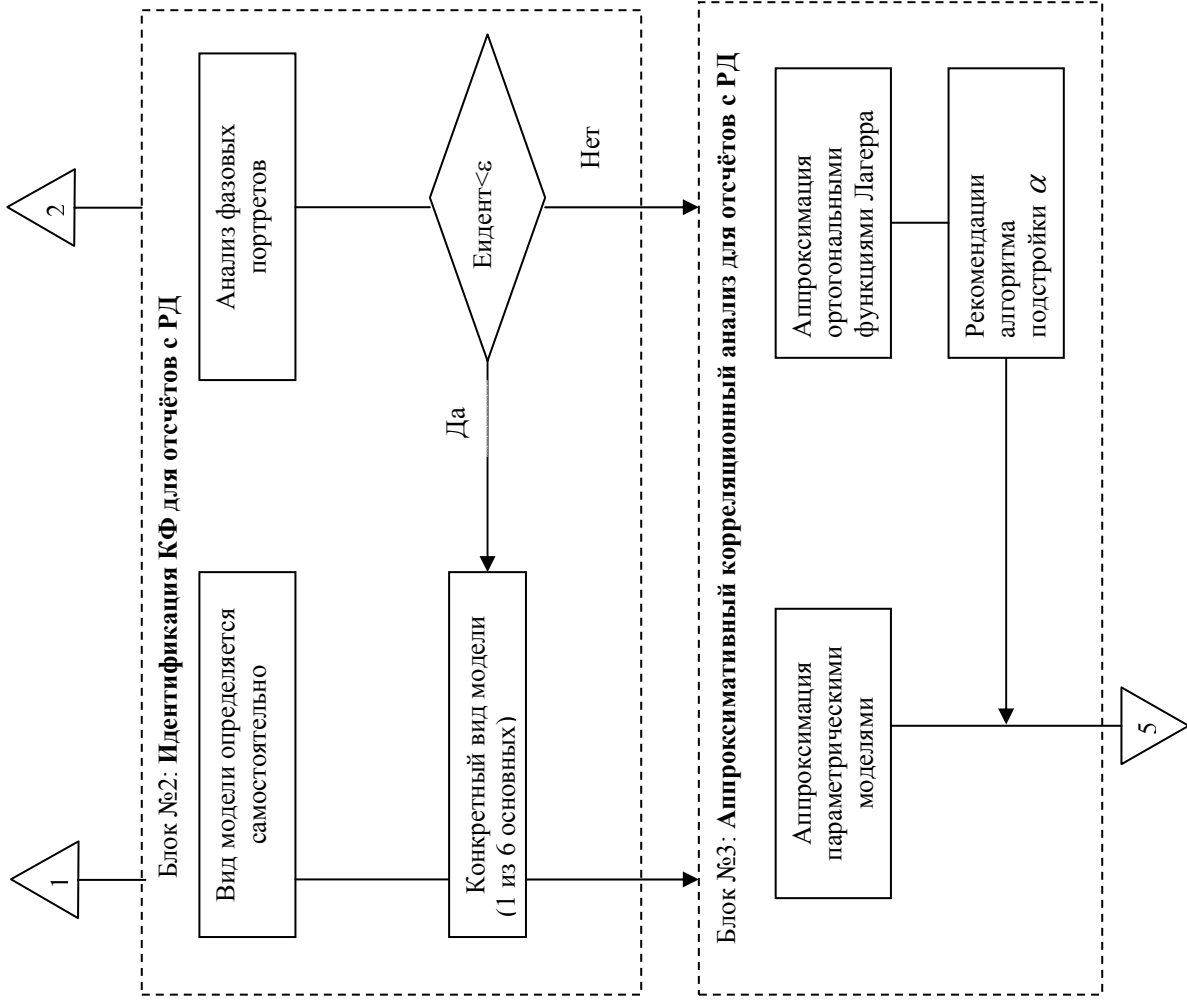 1
2
Блок №2: Идентификация КФ для отсчётов с РД
Вид модели определяется
самостоятельно
Анализ фазовых
портретов
Конкретный вид модели
(1 из 6 основных)
Да
Еидент<ε
Нет
Блок №3: Аппроксимативный корреляционный анализ для отсчётов с РД
Аппроксимация
параметрическими
моделями
Аппроксимация
ортогональными
функциями Лагерра
Рекомендации
алгоритма
подстройки α
5